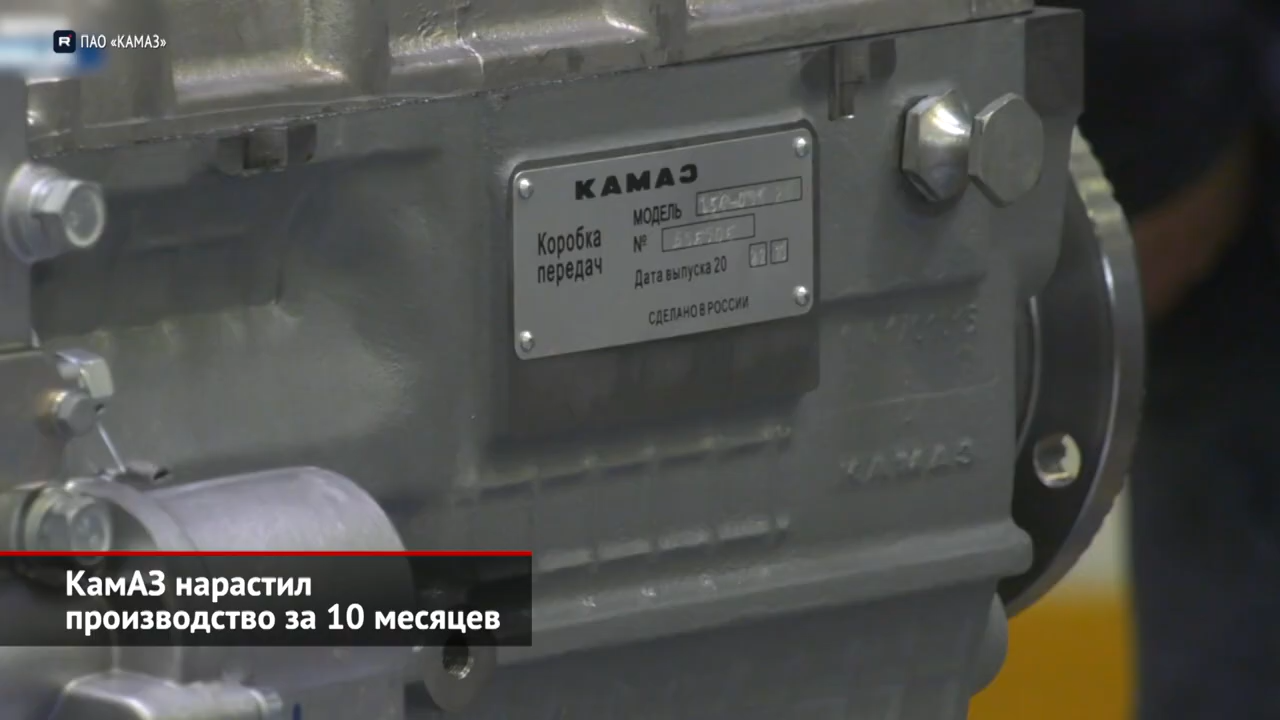 R ПАО «КАМАЗ»
КАМАЗ
Коробка
передач
МОДЕЛЬ
№
Дата выпуска 20
СДЕЛАНО В РОССИИ
КАМАЗ
КамАЗ нарастил
производство за 10 месяцев